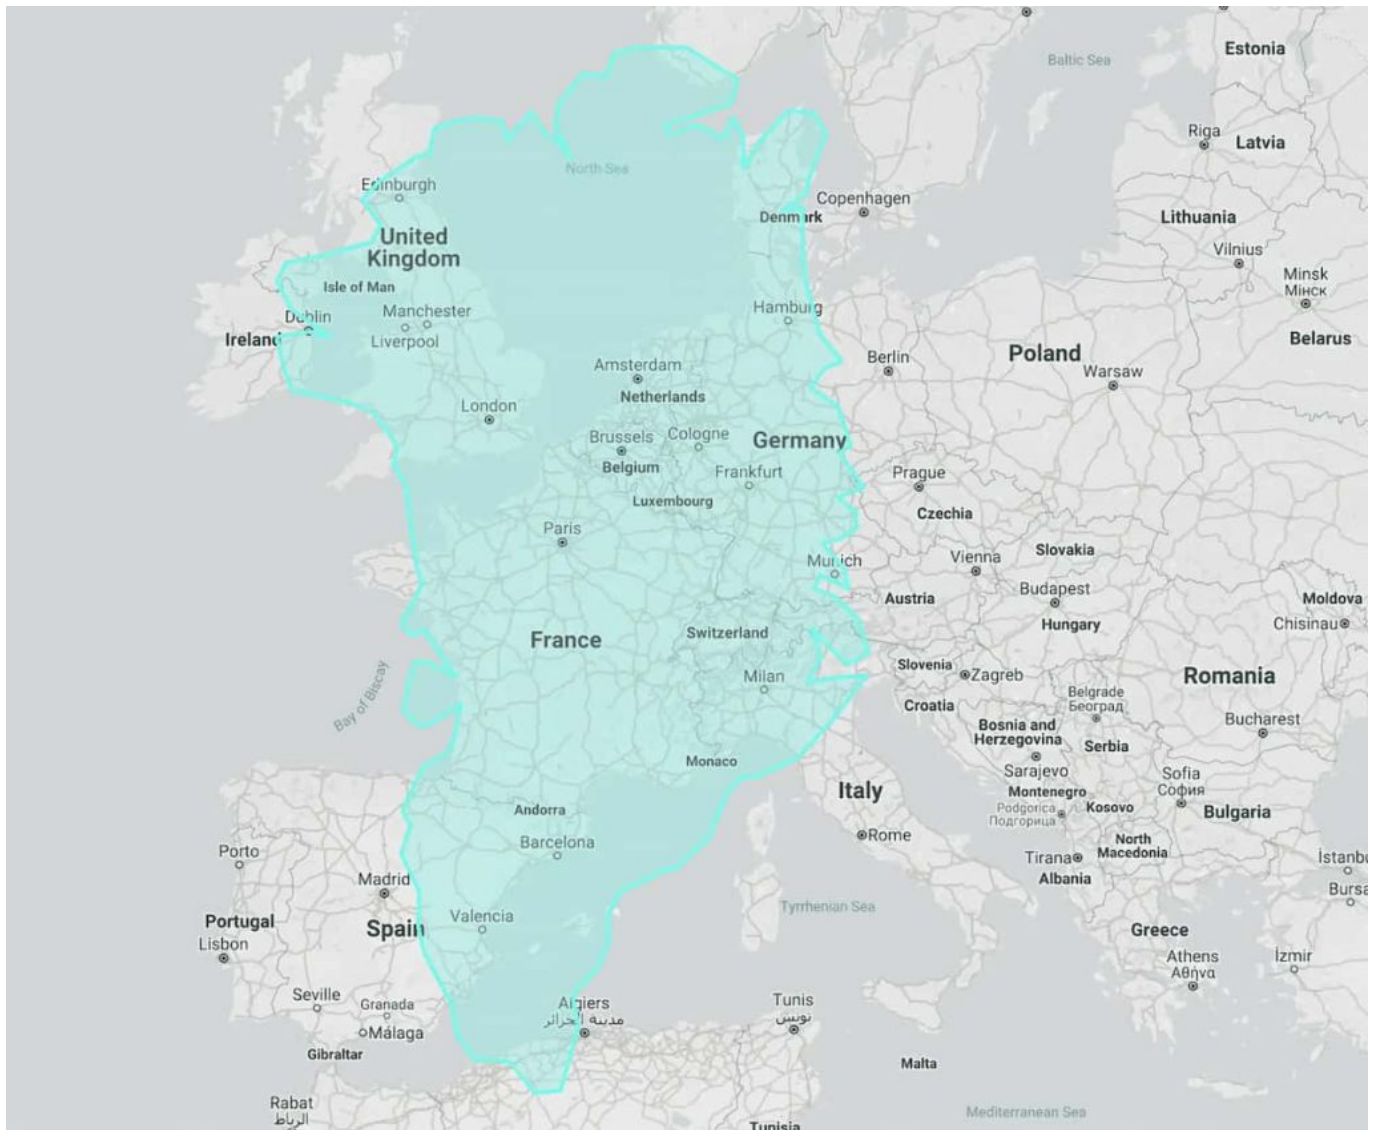 Estonia
Baltic Sea
Riga
Latvia
North Sea
Edinburgh
Copenhagen
Denmark
Lithuania
United
Kingdom
Vilnius
Minsk
Мінск
Isle of Man
Hamburg
Dublin
Manchester
Ireland
Liverpool
Belarus
Berlin
Poland
Warsaw
Amsterdam
Netherlands
London
Brussels
Cologne
Germany
Belgium
Frankfurt
Prague
Luxembourg
Czechia
Paris
Slovakia
Vienna
Munich
Budapest
Austria
Moldova
Hungary
Chisinau
France
Switzerland
Slovenia
Zagreb
Milan
Romania
Bay of Biscay
Croatia
Belgrade
Београд
Bosnia and
Herzegovina
Bucharest
Serbia
Monaco
Sarajevo
Sofia
София
Italy
Montenegro
Andorra
Podgorica
Подгорица
Kosovo
Bulgaria
Rome
Barcelona
North
Macedonia
Porto
Tirana
İstanbu
Madrid
Albania
Bursa
Tyrrhenian Sea
Portugal
Valencia
Spain
Greece
Lisbon
Athens
Αθήνα
İzmir
Seville
Granada
Algiers
مدينة الجزائر
Tunis
تونس
Málaga
Gibraltar
Malta
Rabat
الرباط
Mediterranean Sea
Tunisia